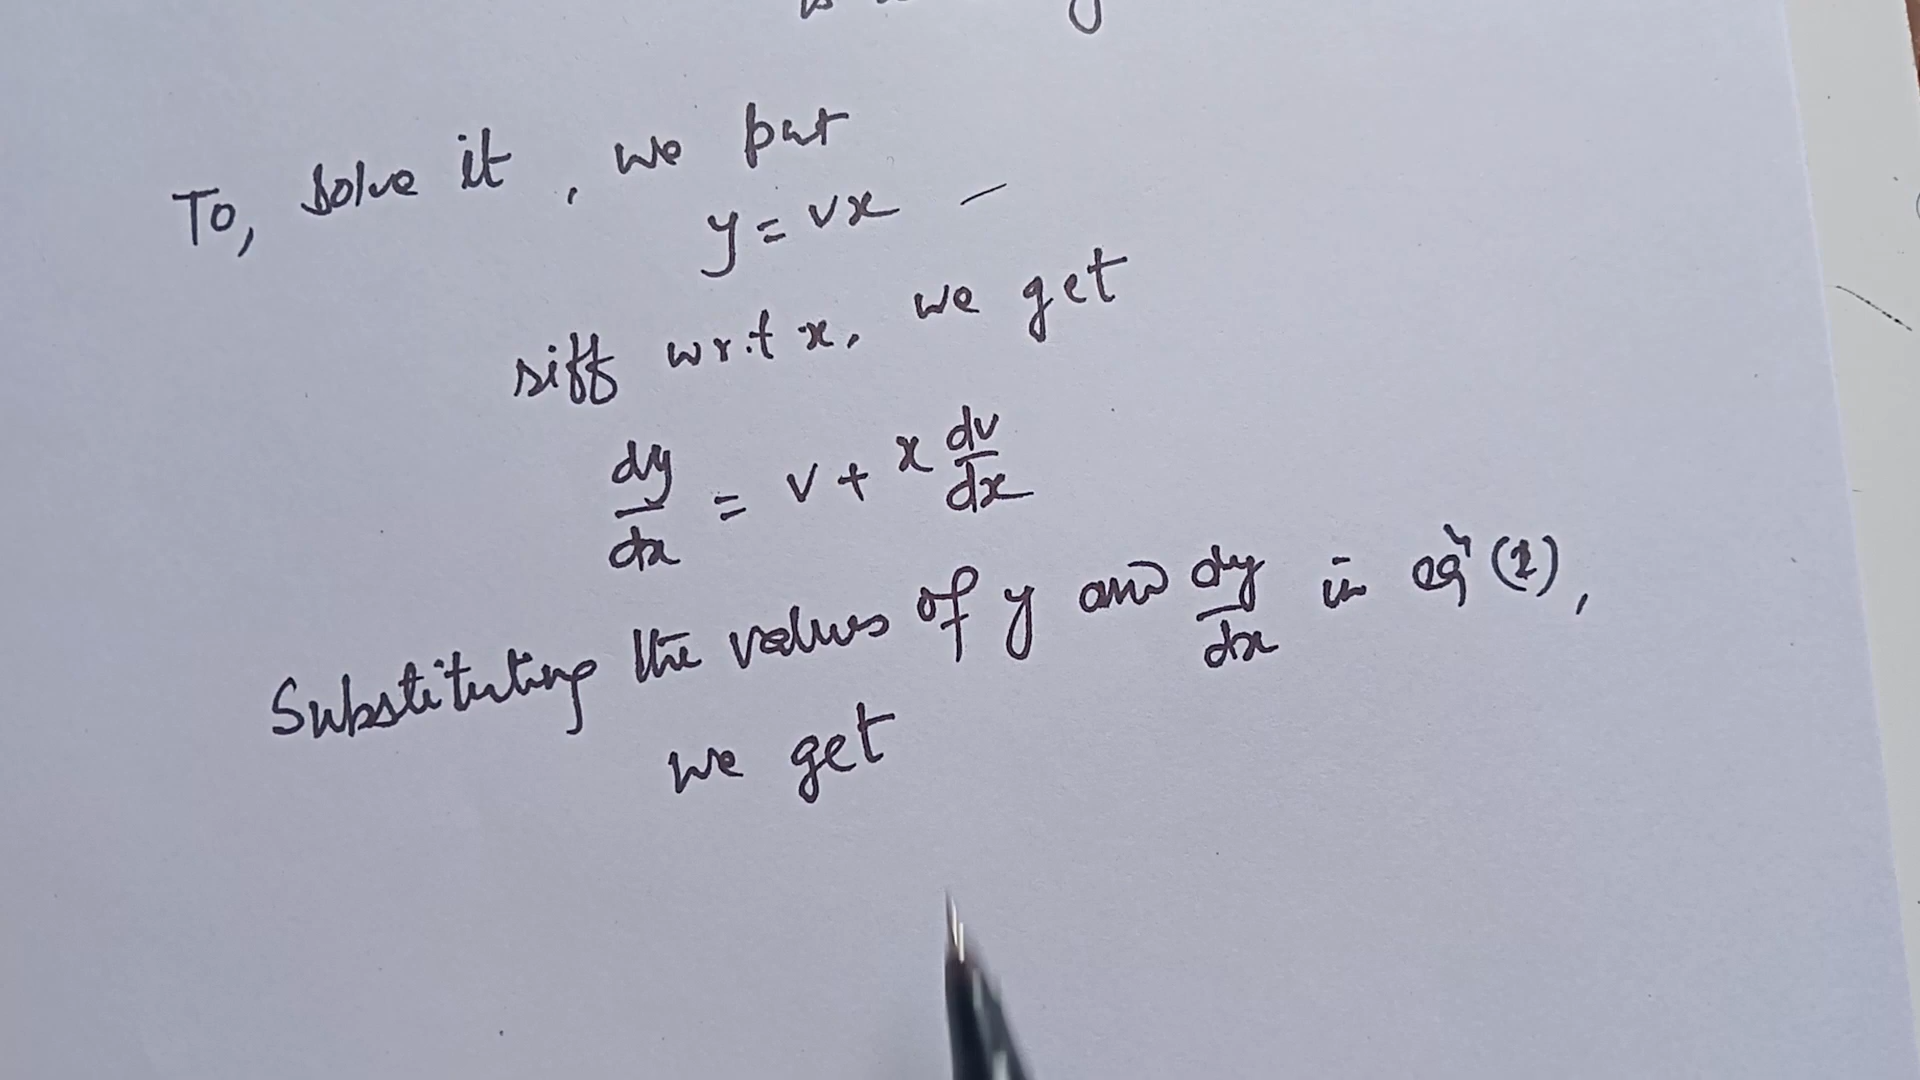 To, solve it, we put
y = vx —
diff w.r.t x, we get
dy/dx = v + x dv/dx
Substituting the values of y and dy/dx in eqⁿ (1),
we get